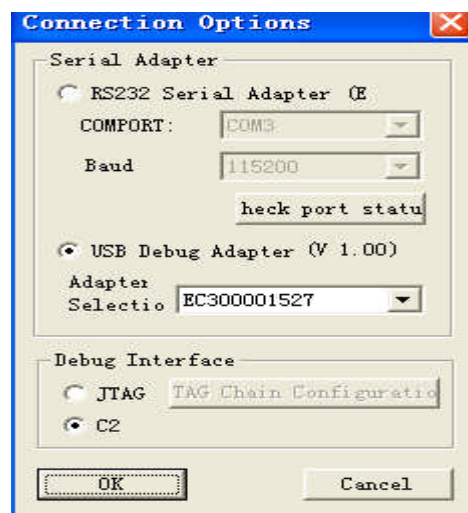 Connection Options
Serial Adapter
RS232 Serial Adapter (E
COMPORT: COM3
Baud 115200
heck port statu
USB Debug Adapter (V 1.00)
Adapter
Selectio EC300001527
Debug Interface
JTAG TAG Chain Configuratio
C2
OK Cancel